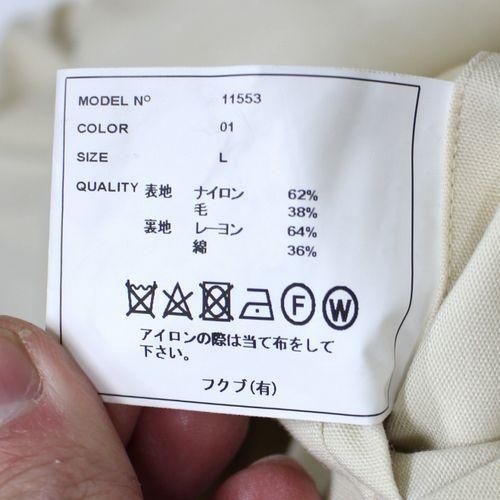 MODEL Nº 11553
COLOR 01
SIZE L
QUALITY 表地 ナイロン 62%
毛 38%
裏地 レーヨン 64%
綿 36%
F W
アイロンの際は当て布をして
下さい。
フクブ(有)